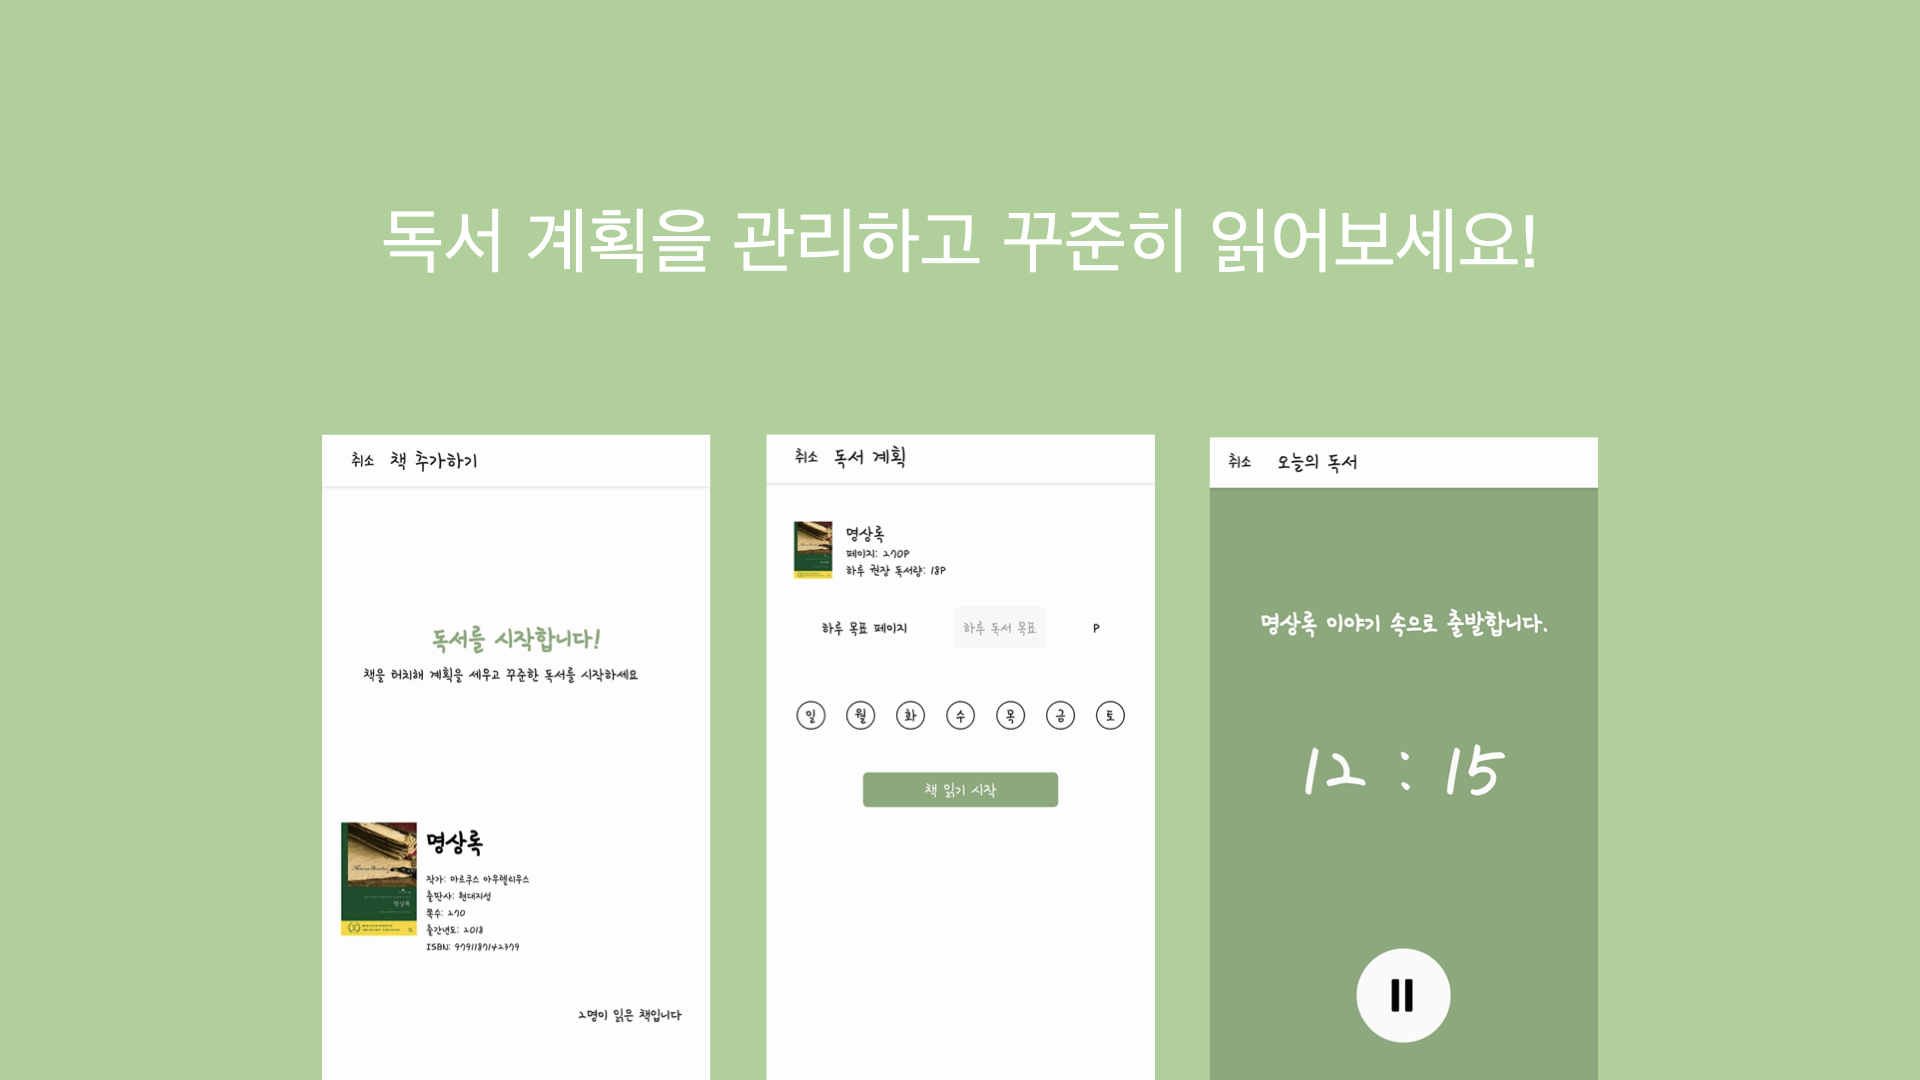 독서 계획을 관리하고 꾸준히 읽어보세요!
취소 책 추가하기
독서를 시작합니다!
책을 터치해 계획을 세우고 꾸준한 독서를 시작하세요
명상록
작가: 마르쿠스 아우렐리우스
출판사: 현대지성
쪽수: 270
출간년도: 2018
ISBN: 9791187142379
2명이 읽은 책입니다
취소 독서 계획
명상록
페이지: 270P
하루 권장 독서량: 18P
하루 목표 페이지 하루 독서 목표 P
일 월 화 수 목 금 토
책 읽기 시작
취소 오늘의 독서
명상록 이야기 속으로 출발합니다.
12 : 15